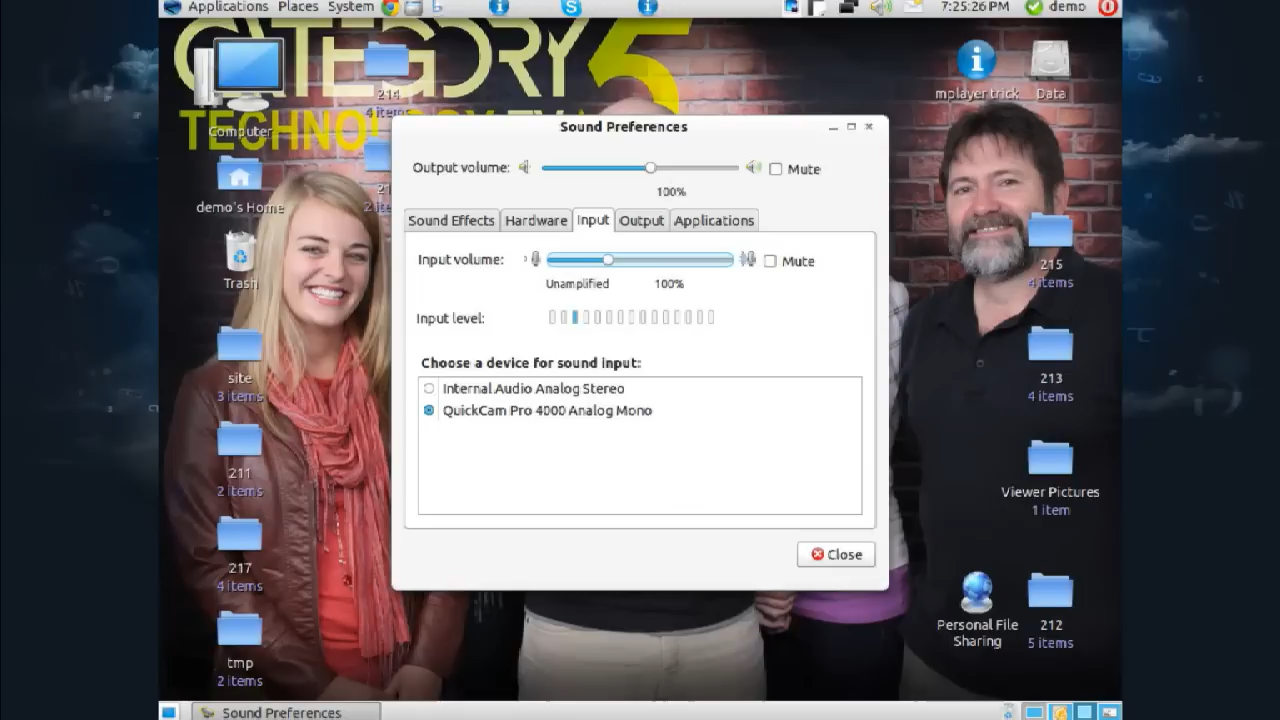 Applications Places System 7:25:26 PM demo
CATEGORY 5
TECHNO
Computer
214
4 items
mplayer trick
Data
demo's Home
Trash
site
3 items
211
2 items
217
4 items
tmp
2 items
Sound Preferences
Output volume: Mute
100%
Sound Effects Hardware Input Output Applications
Input volume: Mute
Unamplified 100%
Input level:
Choose a device for sound input:
Internal Audio Analog Stereo
QuickCam Pro 4000 Analog Mono
Close
215
4 items
213
4 items
Viewer Pictures
1 item
Personal File
Sharing
212
5 items
Sound Preferences